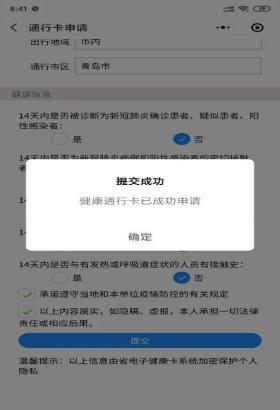 8:41
通行卡申请
出行地域 市内
通行市区 青岛市
健康信息
14天内是否被诊断为新冠肺炎确诊患者、疑似患者、阳
性感染者:
是 否
14天内是否为新冠肺炎病例和阳性感染者的密切接触
提交成功
健康通行卡已成功申请
确定
14天内是否与有发热或呼吸道症状的人员有接触史:
是 否
承诺遵守当地和本单位疫情防控的有关规定
以上内容属实，如隐瞒、虚报，本人承担一切法律
责任或相应后果。
提交
温馨提示：以上信息由省电子健康卡系统加密保护个人
隐私